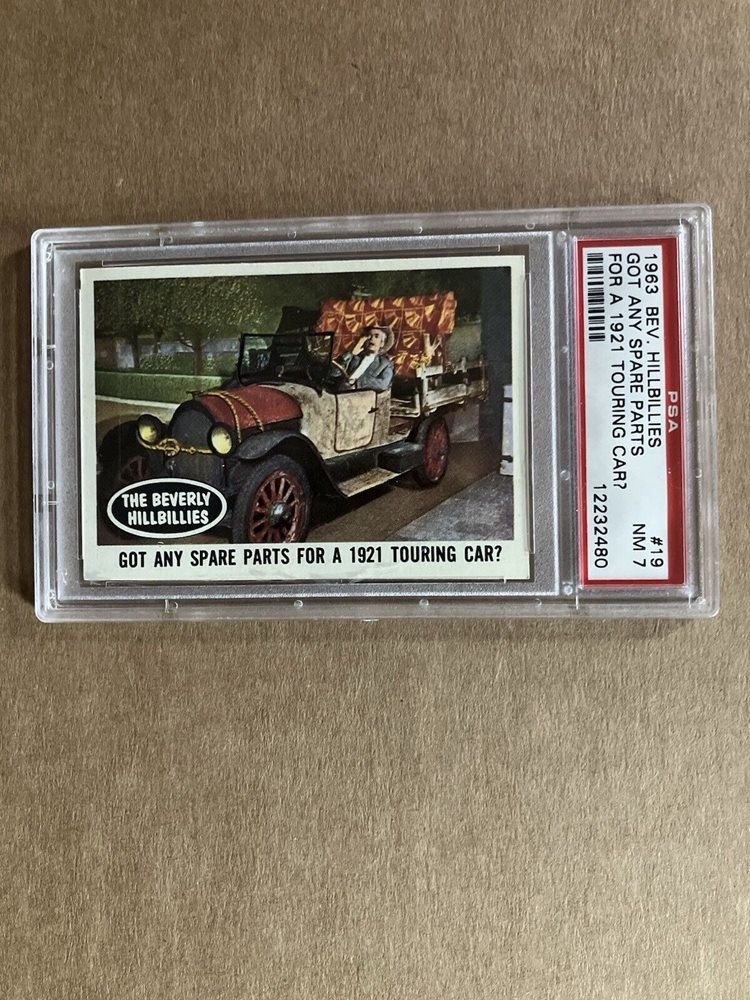 THE BEVERLY
HILLBILLIES
GOT ANY SPARE PARTS FOR A 1921 TOURING CAR?
PSA
1963 BEV. HILLBILLIES #19
GOT ANY SPARE PARTS NM 7
FOR A 1921 TOURING CAR?
12232480